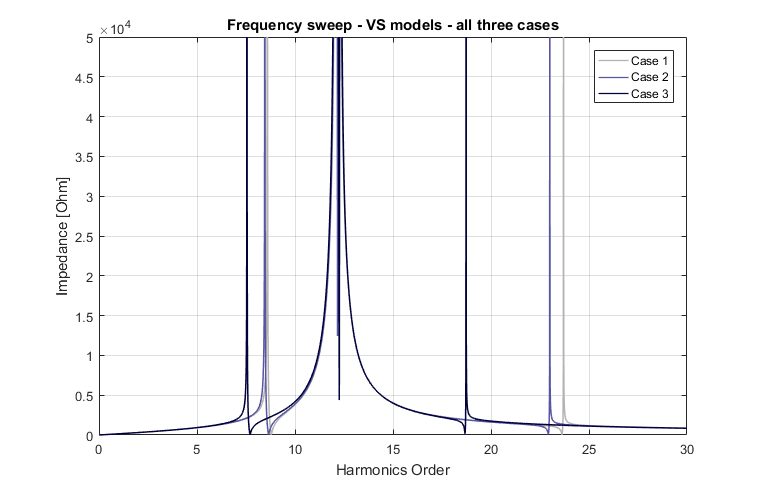 Frequency sweep - VS models - all three cases
×10^4
5
4.5
4
3.5
3
2.5
2
1.5
1
0.5
0
Impedance [Ohm]
Case 1
Case 2
Case 3
0 5 10 15 20 25 30
Harmonics Order